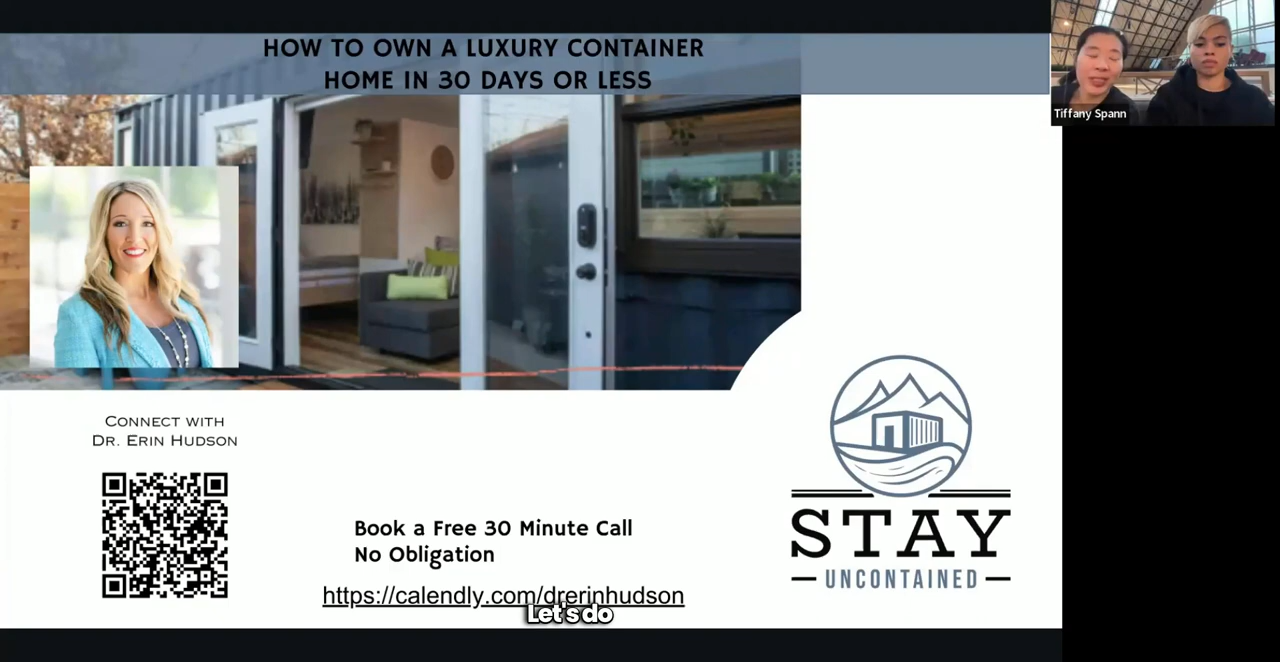 HOW TO OWN A LUXURY CONTAINER
HOME IN 30 DAYS OR LESS
Tiffany Spann
CONNECT WITH
DR. ERIN HUDSON
Book a Free 30 Minute Call
No Obligation
https://calendly.com/drerinhudson
Let's do
STAY
UNCONTAINED